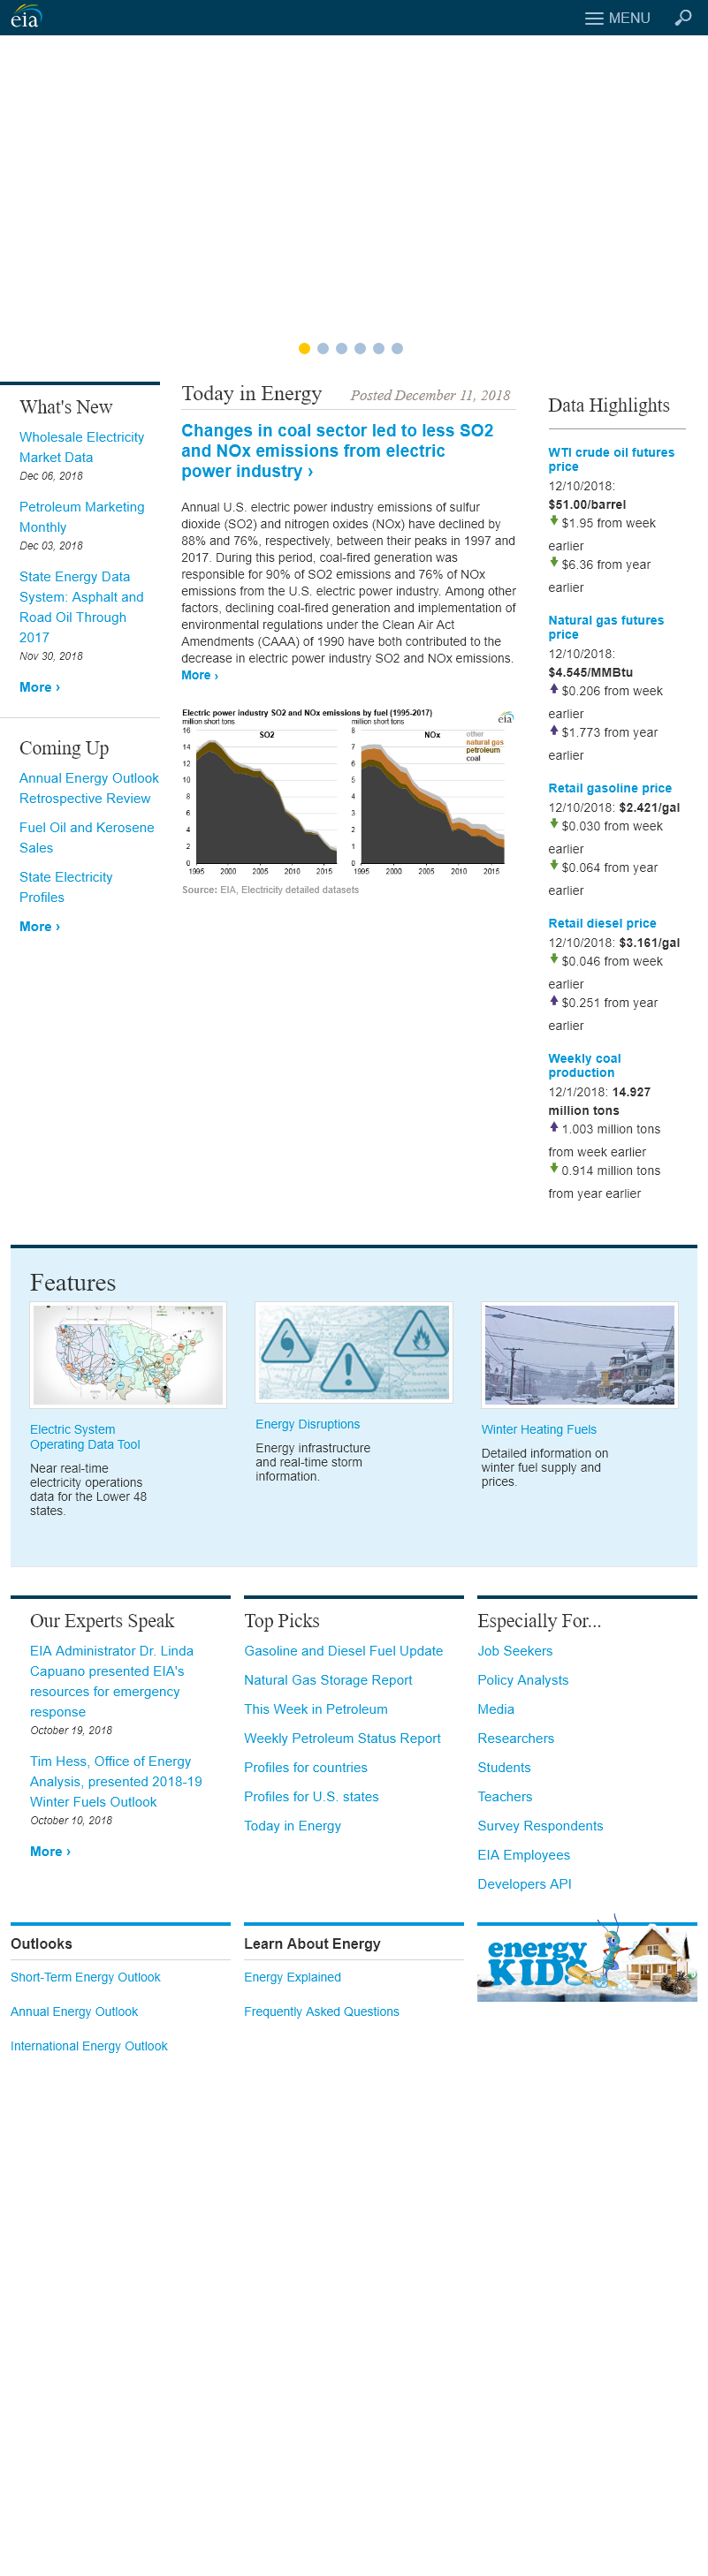 eia
MENU
What's New
Wholesale Electricity
Market Data
Dec 06, 2018
Petroleum Marketing
Monthly
Dec 03, 2018
State Energy Data
System: Asphalt and
Road Oil Through
2017
Nov 30, 2018
More ›
Coming Up
Annual Energy Outlook
Retrospective Review
Fuel Oil and Kerosene
Sales
State Electricity
Profiles
More ›
Today in Energy
Posted December 11, 2018
Changes in coal sector led to less SO2
and NOx emissions from electric
power industry ›
Annual U.S. electric power industry emissions of sulfur
dioxide (SO2) and nitrogen oxides (NOx) have declined by
88% and 76%, respectively, between their peaks in 1997 and
2017. During this period, coal-fired generation was
responsible for 90% of SO2 emissions and 76% of NOx
emissions from the U.S. electric power industry. Among other
factors, declining coal-fired generation and implementation of
environmental regulations under the Clean Air Act
Amendments (CAAA) of 1990 have both contributed to the
decrease in electric power industry SO2 and NOx emissions.
More ›
Electric power industry SO2 and NOx emissions by fuel (1995-2017)
million short tons
million short tons
eia
SO2
16
14
12
10
8
6
4
2
0
1995 2000 2005 2010 2015
NOx
other
natural gas
petroleum
coal
8
7
6
5
4
3
2
1
0
1995 2000 2005 2010 2015
Source: EIA, Electricity detailed datasets
Data Highlights
WTI crude oil futures
price
12/10/2018:
$51.00/barrel
$1.95 from week
earlier
$6.36 from year
earlier
Natural gas futures
price
12/10/2018:
$4.545/MMBtu
$0.206 from week
earlier
$1.773 from year
earlier
Retail gasoline price
12/10/2018: $2.421/gal
$0.030 from week
earlier
$0.064 from year
earlier
Retail diesel price
12/10/2018: $3.161/gal
$0.046 from week
earlier
$0.251 from year
earlier
Weekly coal
production
12/1/2018: 14.927
million tons
1.003 million tons
from week earlier
0.914 million tons
from year earlier
Features
Electric System
Operating Data Tool
Near real-time
electricity operations
data for the Lower 48
states.
Energy Disruptions
Energy infrastructure
and real-time storm
information.
Winter Heating Fuels
Detailed information on
winter fuel supply and
prices.
Our Experts Speak
EIA Administrator Dr. Linda
Capuano presented EIA's
resources for emergency
response
October 19, 2018
Tim Hess, Office of Energy
Analysis, presented 2018-19
Winter Fuels Outlook
October 10, 2018
More ›
Top Picks
Gasoline and Diesel Fuel Update
Natural Gas Storage Report
This Week in Petroleum
Weekly Petroleum Status Report
Profiles for countries
Profiles for U.S. states
Today in Energy
Especially For...
Job Seekers
Policy Analysts
Media
Researchers
Students
Teachers
Survey Respondents
EIA Employees
Developers API
Outlooks
Short-Term Energy Outlook
Annual Energy Outlook
International Energy Outlook
Learn About Energy
Energy Explained
Frequently Asked Questions
energy
KIDS